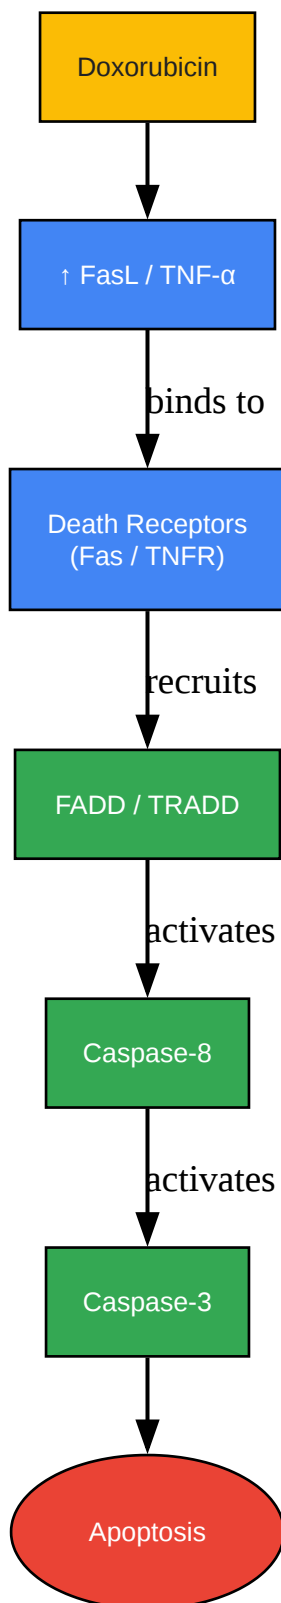 Doxorubicin
↑ FasL / TNF-α
binds to
Death Receptors
(Fas / TNFR)
recruits
FADD / TRADD
activates
Caspase-8
activates
Caspase-3
Apoptosis